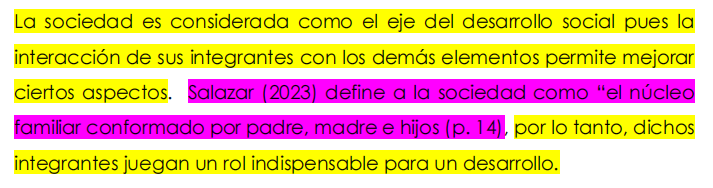 La sociedad es considerada como el eje del desarrollo social pues la
interacción de sus integrantes con los demás elementos permite mejorar
ciertos aspectos. Salazar (2023) define a la sociedad como “el núcleo
familiar conformado por padre, madre e hijos (p. 14), por lo tanto, dichos
integrantes juegan un rol indispensable para un desarrollo.